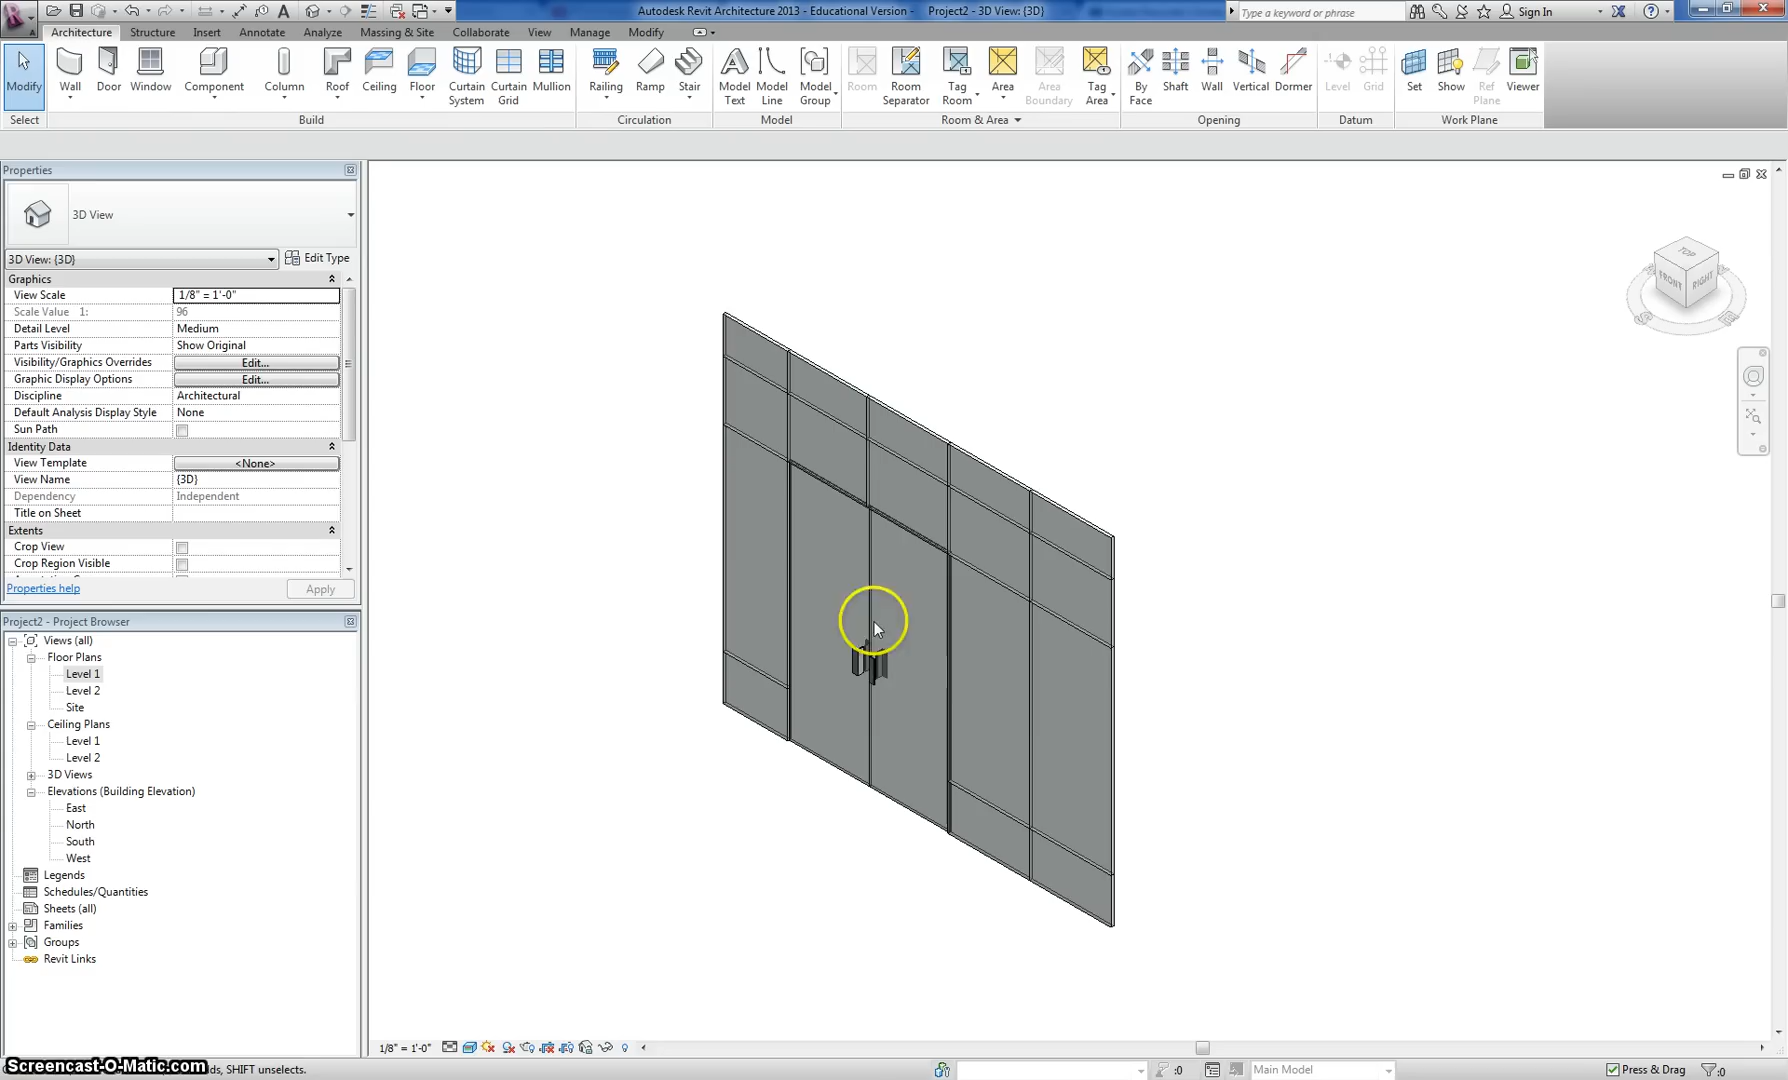 Autodesk Revit Architecture 2013 - Educational Version - Project2 - 3D View: {3D}
Type a keyword or phrase
Sign In
Architecture Structure Insert Annotate Analyze Massing & Site Collaborate View Manage Modify
Modify Wall Door Window Component Column Roof Ceiling Floor Curtain System Curtain Grid Mullion Railing Ramp Stair Model Text Model Line Model Group Room Room Separator Tag Room Area Area Boundary Tag Area By Face Shaft Wall Vertical Dormer Level Grid Set Show Ref Plane Viewer
Select Build Circulation Model Room & Area Opening Datum Work Plane
Properties
3D View
3D View: {3D} Edit Type
Graphics
View Scale 1/8" = 1'-0"
Scale Value 1: 96
Detail Level Medium
Parts Visibility Show Original
Visibility/Graphics Overrides Edit...
Graphic Display Options Edit...
Discipline Architectural
Default Analysis Display Style None
Sun Path
Identity Data
View Template <None>
View Name {3D}
Dependency Independent
Title on Sheet
Extents
Crop View
Crop Region Visible
Properties help Apply
Project2 - Project Browser
Views (all)
Floor Plans
Level 1
Level 2
Site
Ceiling Plans
Level 1
Level 2
3D Views
Elevations (Building Elevation)
East
North
South
West
Legends
Schedules/Quantities
Sheets (all)
Families
Groups
Revit Links
TOP
FRONT RIGHT
S E
1/8" = 1'-0"
Screencast-O-Matic.com
ds, SHIFT unselects.
:0
Main Model
Press & Drag
:0